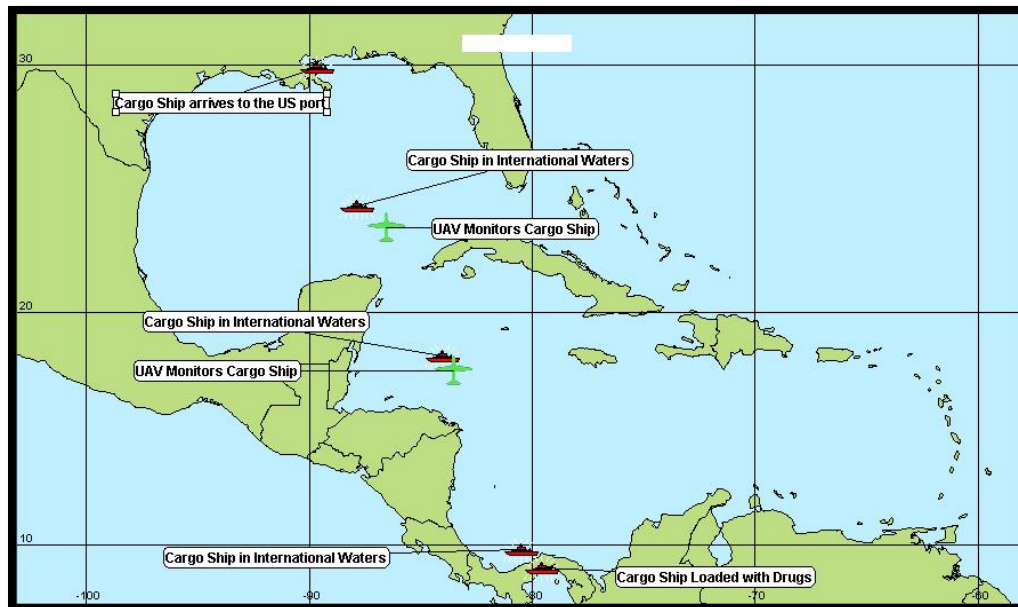 30
Cargo Ship arrives to the US port
Cargo Ship in International Waters
UAV Monitors Cargo Ship
20
Cargo Ship in International Waters
UAV Monitors Cargo Ship
10
Cargo Ship in International Waters
Cargo Ship Loaded with Drugs
-100 -90 -80 -70 -60